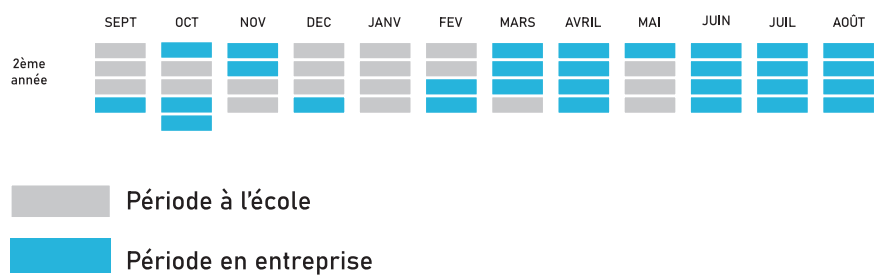 SEPT OCT NOV DEC JANV FEV MARS AVRIL MAI JUIN JUIL AOÛT
2ème
année
Période à l'école
Période en entreprise